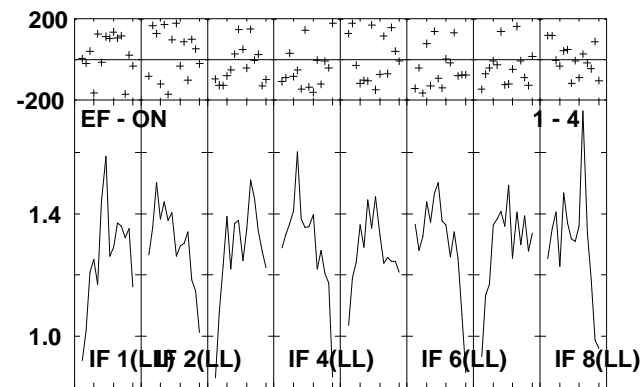 200
-200
EF - ON 1 - 4
1.4
1.0
IF 1(LL) IF 2(LL) IF 4(LL) IF 6(LL) IF 8(LL)